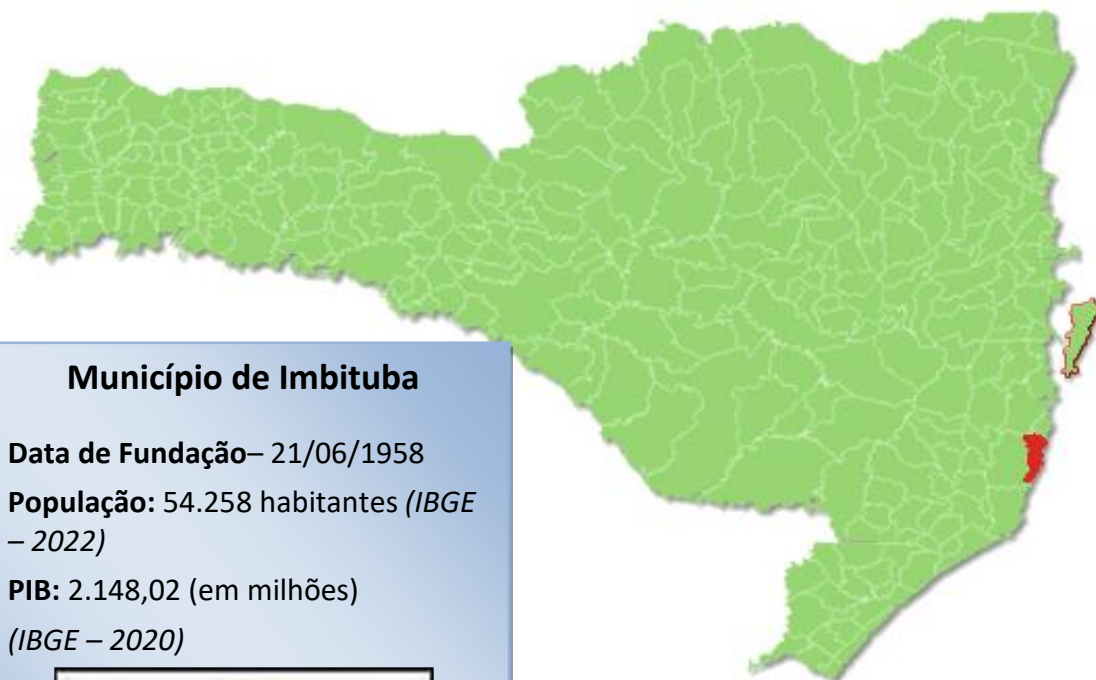 Município de Imbituba
Data de Fundação– 21/06/1958
População: 54.258 habitantes (IBGE
– 2022)
PIB: 2.148,02 (em milhões)
(IBGE – 2020)